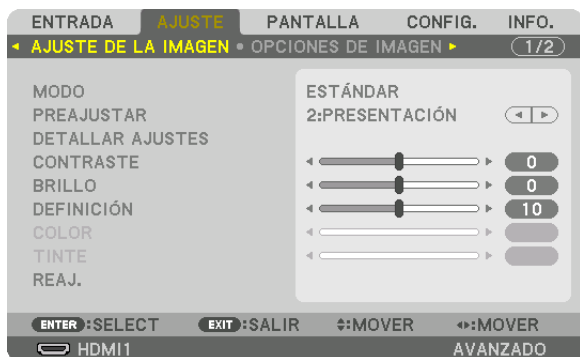 ENTRADA AJUSTE PANTALLA CONFIG. INFO.
AJUSTE DE LA IMAGEN • OPCIONES DE IMAGEN 1/2
MODO ESTÁNDAR
PREAJUSTAR 2:PRESENTACIÓN
DETALLAR AJUSTES
CONTRASTE 0
BRILLO 0
DEFINICIÓN 10
COLOR
TINTE
REAJ.
ENTER :SELECT EXIT :SALIR :MOVER :MOVER
HDMI1 AVANZADO